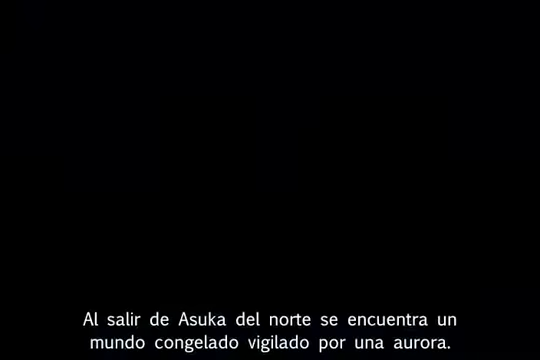 Al salir de Asuka del norte se encuentra un
mundo congelado vigilado por una aurora.